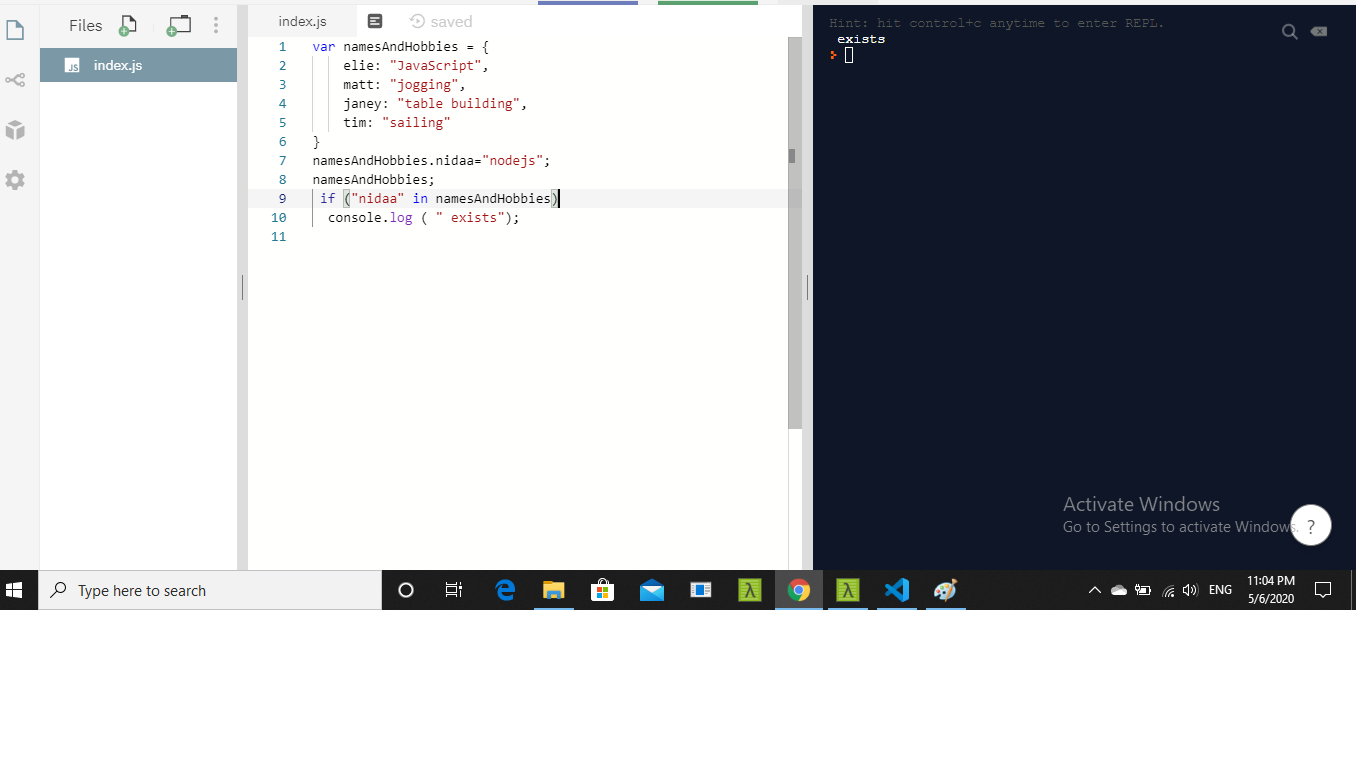 Files
index.js
index.js
saved
1 var namesAndHobbies = {
2 elie: "JavaScript",
3 matt: "jogging",
4 janey: "table building",
5 tim: "sailing"
6 }
7 namesAndHobbies.nidaa="nodejs";
8 namesAndHobbies;
9 if ("nidaa" in namesAndHobbies)
10 console.log ( " exists");
11
Hint: hit control+c anytime to enter REPL.
exists
>
Activate Windows
Go to Settings to activate Windows.
?
Type here to search
ENG
11:04 PM
5/6/2020